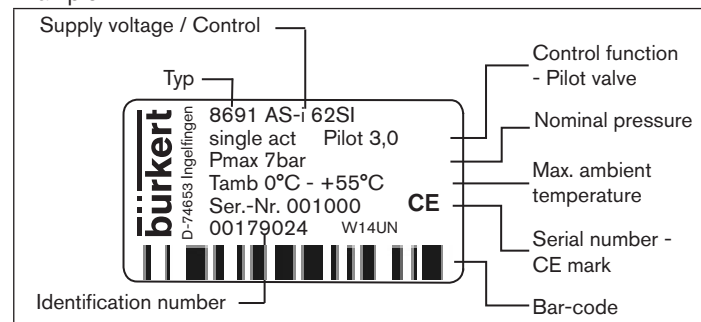 Supply voltage / Control
Typ
Control function
- Pilot valve
Nominal pressure
Max. ambient
temperature
Serial number -
CE mark
Bar-code
Identification number
bürkert
D-74653 Ingelfingen
8691 AS-i 62SI
single act Pilot 3,0
Pmax 7bar
Tamb 0°C - +55°C
Ser.-Nr. 001000
CE
00179024 W14UN